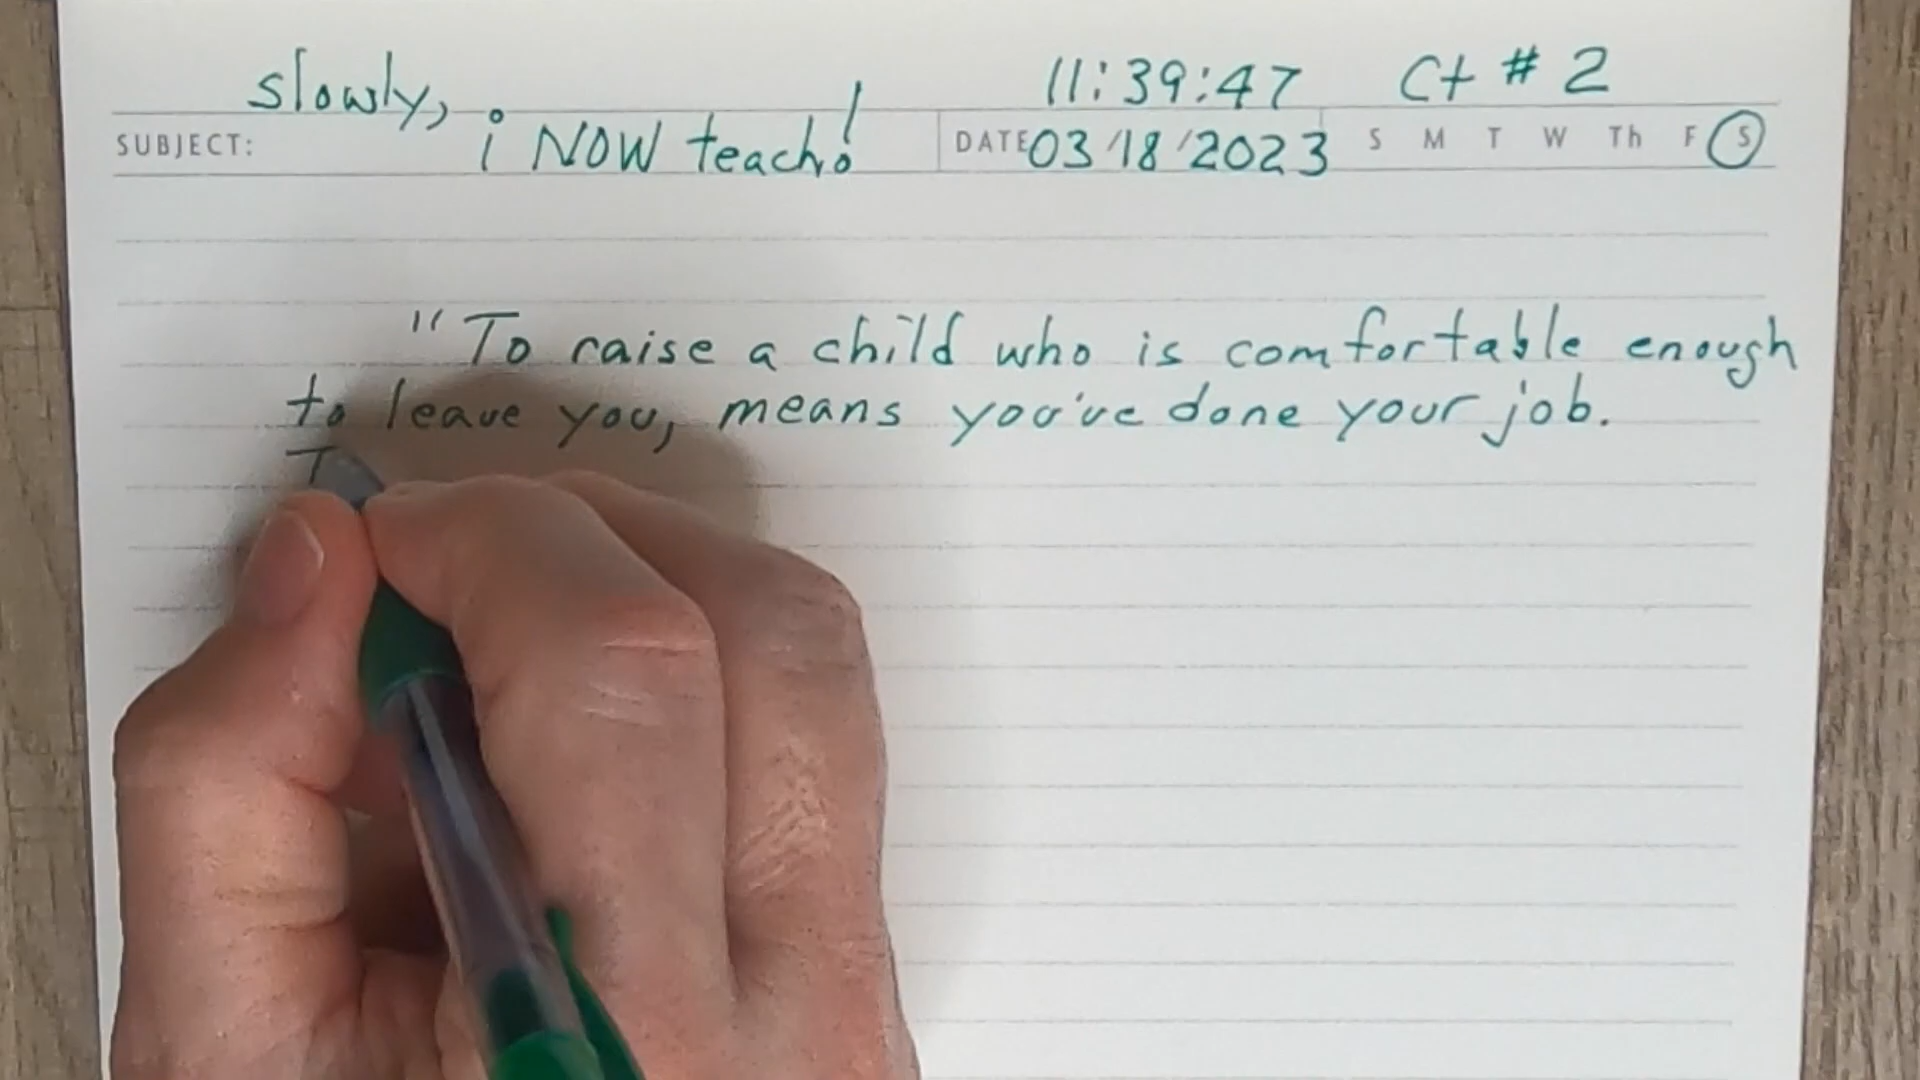 slowly, i NOW teach!
11:39:47 Ct # 2
SUBJECT: DATE 03/18/2023 S M T W Th F S
"To raise a child who is comfortable enough
to leave you, means you've done your job.
T